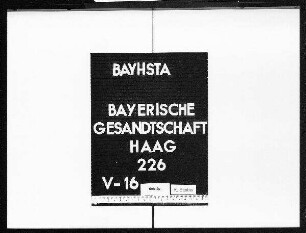 BAYHSTA
BAYERISCHE
GESANDTSCHAFT
HAAG
226
V-16